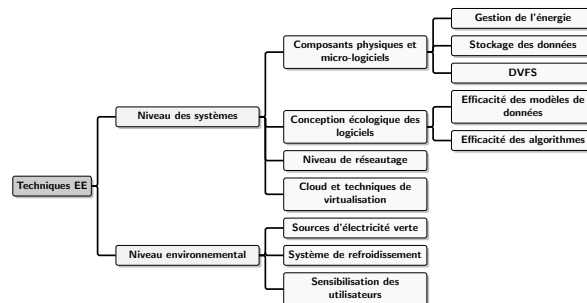 Techniques EE
Niveau des systèmes
Composants physiques et
micro-logiciels
Gestion de l'énergie
Stockage des données
DVFS
Conception écologique des
logiciels
Efficacité des modèles de
données
Efficacité des algorithmes
Niveau de réseautage
Cloud et techniques de
virtualisation
Niveau environnemental
Sources d'électricité verte
Système de refroidissement
Sensibilisation des
utilisateurs